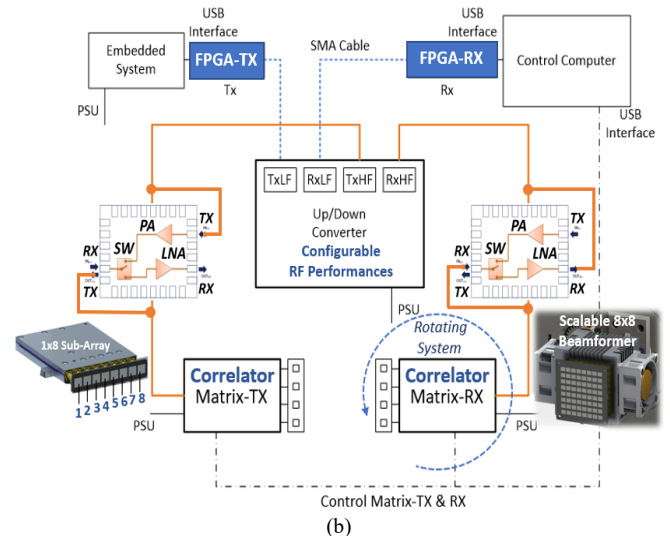 USB
Interface
Embedded
System
FPGA-TX
Tx
PSU
SMA Cable
USB
Interface
FPGA-RX
Rx
Control Computer
USB
Interface
TxLF
RxLF
TxHF
RxHF
Up/Down
Converter
Configurable
RF Performances
PSU
PA
TX
RX
SW
LNA
TX
RX
PA
TX
RX
SW
LNA
TX
RX
1x8 Sub-Array
1 2 3 4 5 6 7 8
Correlator
Matrix-TX
PSU
Rotating
System
Correlator
Matrix-RX
PSU
Scalable 8x8
Beamformer
Control Matrix-TX & RX
(b)